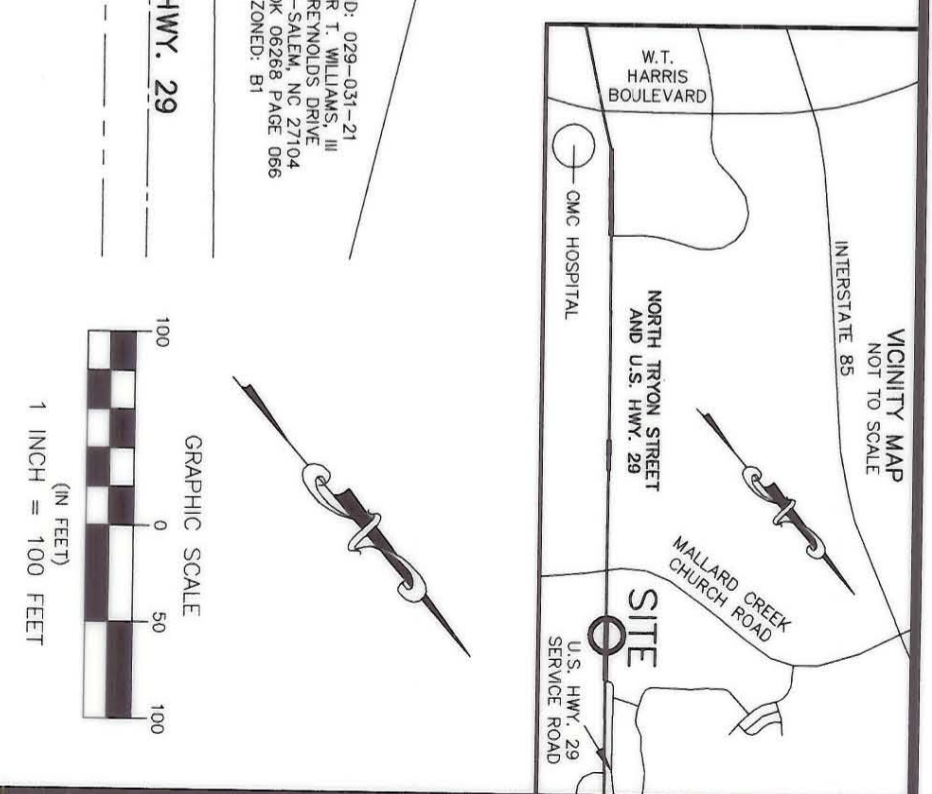 VICINITY MAP
NOT TO SCALE
INTERSTATE 85
W.T.
HARRIS
BOULEVARD
NORTH TRYON STREET
AND U.S. HWY. 29
CMC HOSPITAL
MALLARD CREEK
CHURCH ROAD
SITE
U.S. HWY. 29
SERVICE ROAD
D: 029-031-21
R T. WILLIAMS, III
REYNOLDS DRIVE
-SALEM, NC 27104
OK 06268 PAGE 066
ZONED: B1
HWY. 29
GRAPHIC SCALE
100
0
50
100
(IN FEET)
1 INCH = 100 FEET